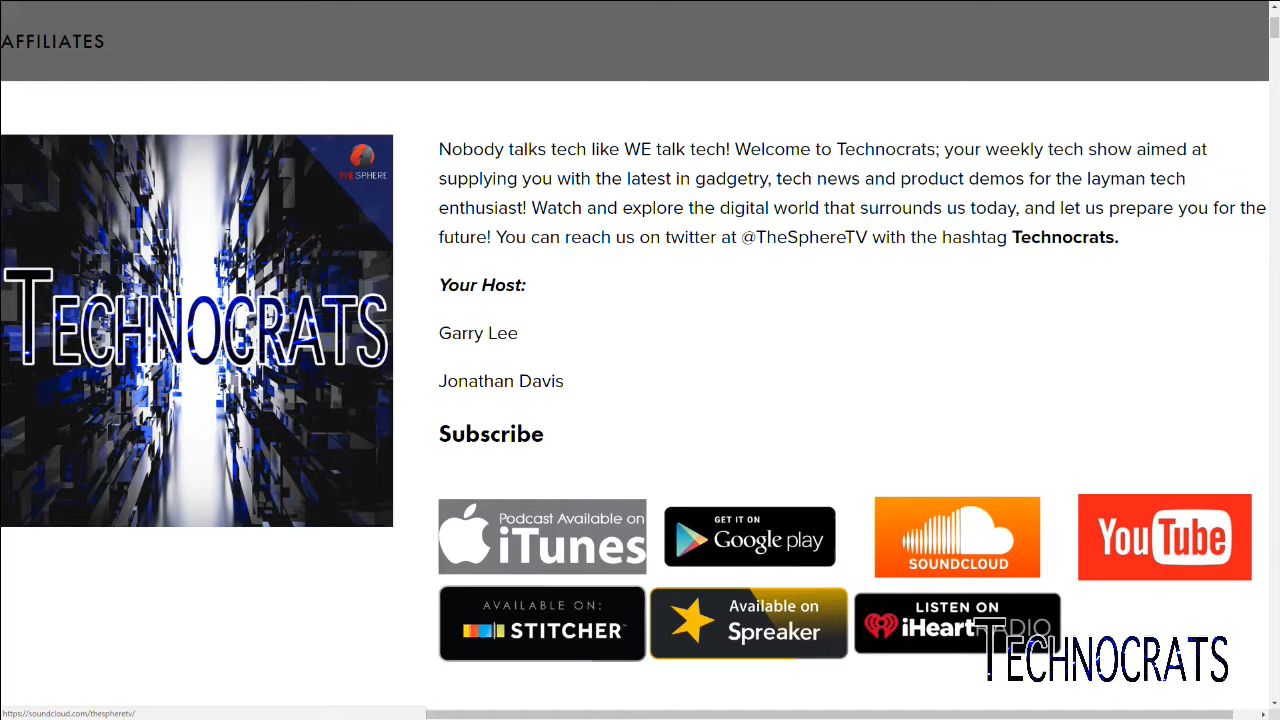 AFFILIATES
THESPHERE
TECHNOCRATS
Nobody talks tech like WE talk tech! Welcome to Technocrats; your weekly tech show aimed at
supplying you with the latest in gadgetry, tech news and product demos for the layman tech
enthusiast! Watch and explore the digital world that surrounds us today, and let us prepare you for the
future! You can reach us on twitter at @TheSphereTV with the hashtag Technocrats.
Your Host:
Garry Lee
Jonathan Davis
Subscribe
Podcast Available on
iTunes
GET IT ON
Google play
SOUNDCLOUD
YouTube
AVAILABLE ON:
STITCHER
Available on
Spreaker
LISTEN ON
iHeartRADIO
TECHNOCRATS
https://soundcloud.com/thespheretv/